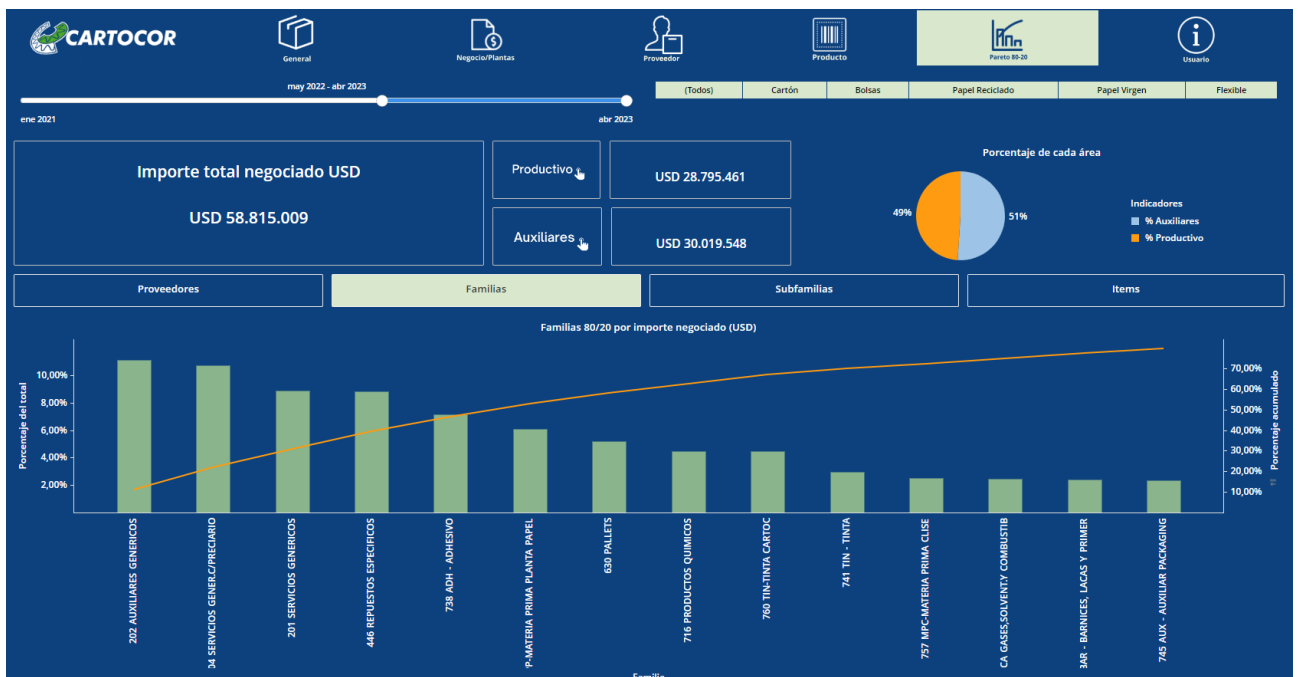 CARTOCOR
General
Negocio/Plantas
Proveedor
Producto
Pareto 80-20
Usuario
may 2022 - abr 2023
ene 2021
abr 2023
(Todos)
Cartón
Bolsas
Papel Reciclado
Papel Virgen
Flexible
Importe total negociado USD
USD 58.815.009
Productivo
USD 28.795.461
Auxiliares
USD 30.019.548
Porcentaje de cada área
49%
51%
Indicadores
% Auxiliares
% Productivo
Proveedores
Familias
Subfamilias
Items
Familias 80/20 por importe negociado (USD)
Porcentaje del total
10,00%
8,00%
6,00%
4,00%
2,00%
70,00%
60,00%
50,00%
40,00%
30,00%
20,00%
10,00%
Porcentaje acumulado
202 AUXILIARES GENERICOS
34 SERVICIOS GENER.C/PRECIARIO
201 SERVICIOS GENERICOS
446 REPUESTOS ESPECIFICOS
738 ADH - ADHESIVO
P-MATERIA PRIMA PLANTA PAPEL
630 PALLETS
716 PRODUCTOS QUIMICOS
760 TIN-TINTA CARTOC
741 TIN - TINTA
757 MPC-MATERIA PRIMA CLISE
CA GASES,SOLVENT.Y COMBUSTIB
BAR - BARNICES, LACAS Y PRIMER
745 AUX - AUXILIAR PACKAGING